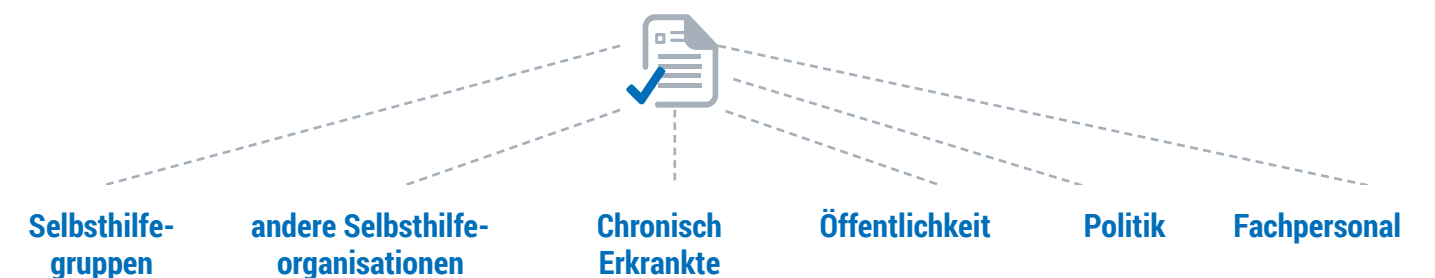 Selbsthilfe-
gruppen
andere Selbsthilfe-
organisationen
Chronisch
Erkrankte
Öffentlichkeit
Politik
Fachpersonal